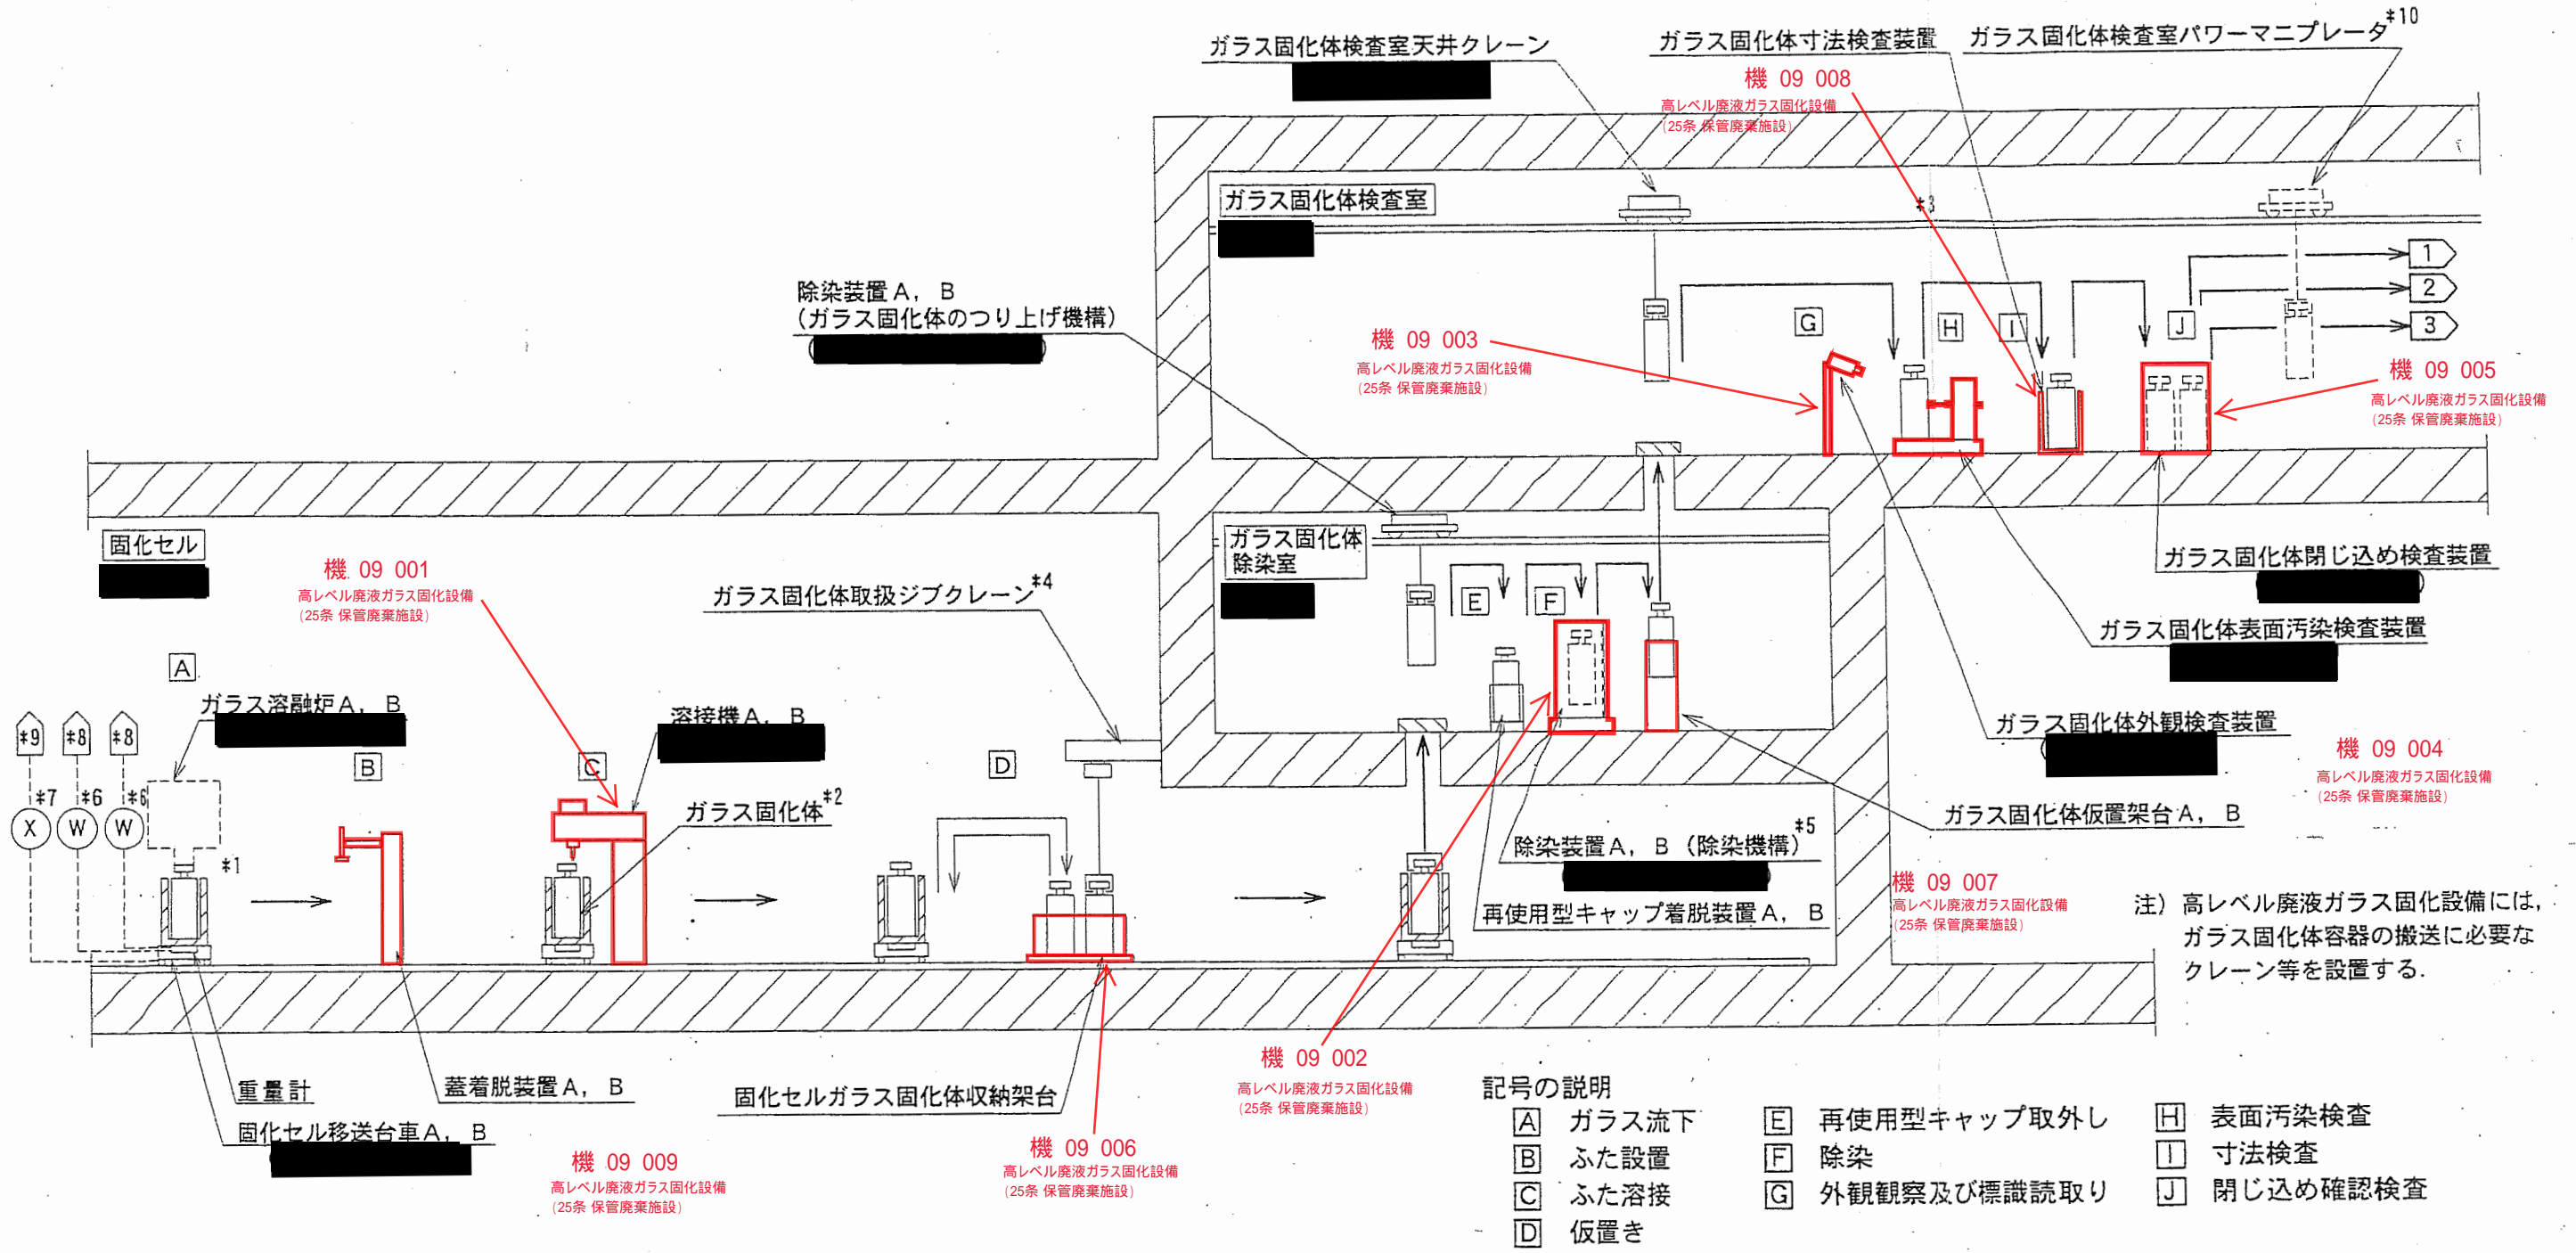 ガラス固化体検査室天井クレーン
ガラス固化体寸法検査装置
ガラス固化体検査室パワーマニプレータ*10
機 09 008
高レベル廃液ガラス固化設備
(25条 保管廃棄施設)
ガラス固化体検査室
*3
1
2
3
除染装置A, B
(ガラス固化体のつり上げ機構)
機 09 003
高レベル廃液ガラス固化設備
(25条 保管廃棄施設)
G
H
I
J
機 09 005
高レベル廃液ガラス固化設備
(25条 保管廃棄施設)
固化セル
機 09 001
高レベル廃液ガラス固化設備
(25条 保管廃棄施設)
ガラス固化体取扱ジブクレーン*4
ガラス固化体
除染室
E
F
ガラス固化体閉じ込め検査装置
ガラス固化体表面汚染検査装置
ガラス固化体外観検査装置
機 09 004
高レベル廃液ガラス固化設備
(25条 保管廃棄施設)
A
ガラス溶融炉A, B
溶接機A, B
*9
*8
*8
B
C
D
*7
*6
*6
X
W
W
*1
ガラス固化体*2
ガラス固化体仮置架台A, B
除染装置A, B (除染機構)*5
再使用型キャップ着脱装置A, B
機 09 007
高レベル廃液ガラス固化設備
(25条 保管廃棄施設)
注) 高レベル廃液ガラス固化設備には,
ガラス固化体容器の搬送に必要な
クレーン等を設置する.
機 09 002
高レベル廃液ガラス固化設備
(25条 保管廃棄施設)
重量計
蓋着脱装置A, B
固化セルガラス固化体収納架台
固化セル移送台車A, B
機 09 009
高レベル廃液ガラス固化設備
(25条 保管廃棄施設)
機 09 006
高レベル廃液ガラス固化設備
(25条 保管廃棄施設)
記号の説明
A ガラス流下
B ふた設置
C ふた溶接
D 仮置き
E 再使用型キャップ取外し
F 除染
G 外観観察及び標識読取り
H 表面汚染検査
I 寸法検査
J 閉じ込め確認検査